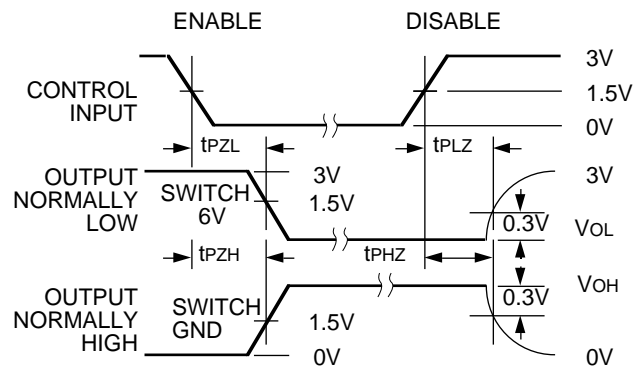 ENABLE DISABLE
3V
CONTROL
INPUT
1.5V
0V
tPZL tPLZ
OUTPUT
NORMALLY
LOW
SWITCH
6V
3V
1.5V
3V
0.3V
VOL
tPZH tPHZ
OUTPUT
NORMALLY
HIGH
SWITCH
GND
1.5V
0V
0.3V
VOH
0V